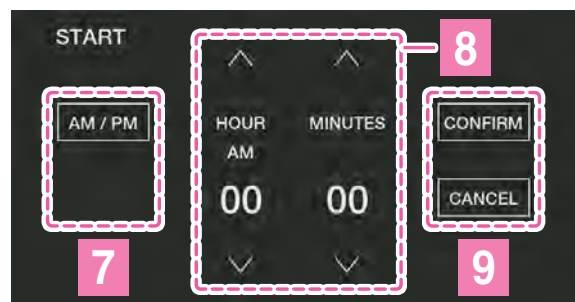 START
8
AM / PM
HOUR
MINUTES
CONFIRM
AM
00
00
CANCEL
7
9